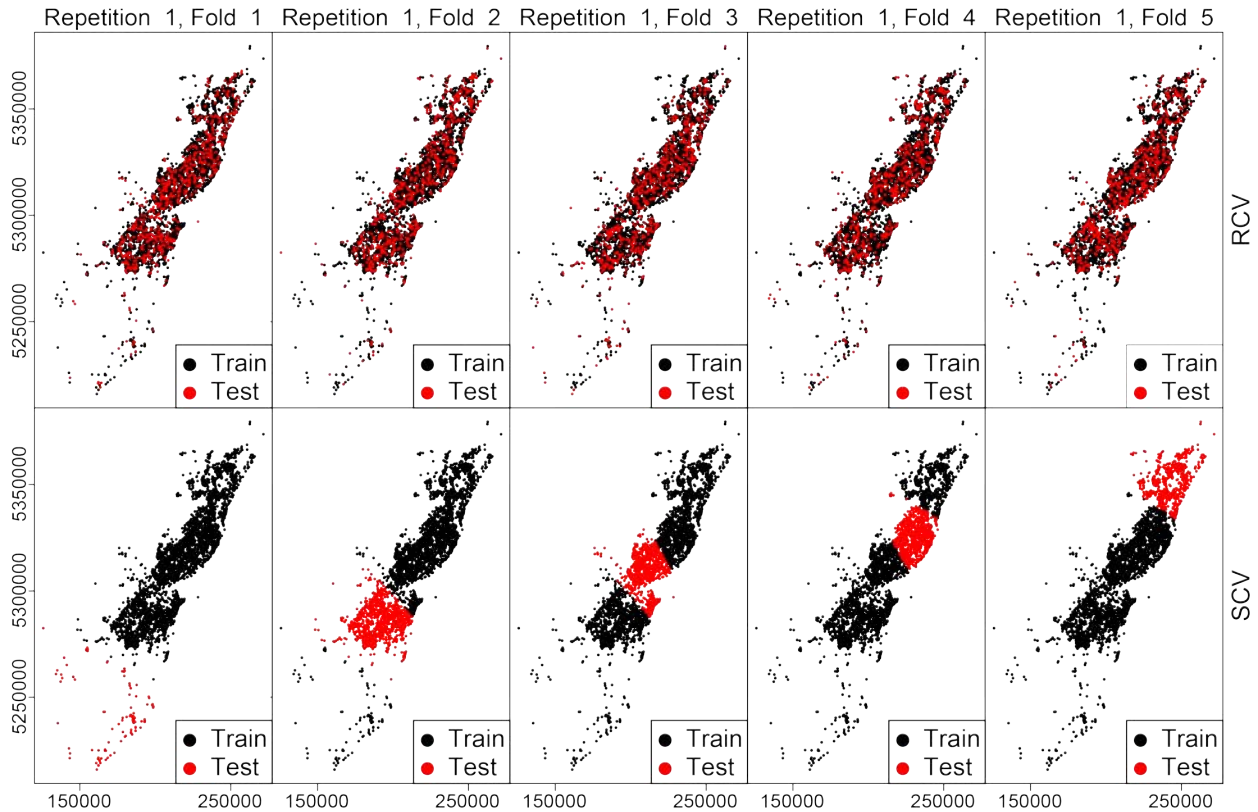 Repetition 1, Fold 1
Repetition 1, Fold 2
Repetition 1, Fold 3
Repetition 1, Fold 4
Repetition 1, Fold 5
5350000
5300000
5250000
Train
Test
Train
Test
Train
Test
Train
Test
Train
Test
RCV
5350000
5300000
5250000
Train
Test
Train
Test
Train
Test
Train
Test
Train
Test
SCV
150000
250000
150000
250000
150000
250000
150000
250000
150000
250000